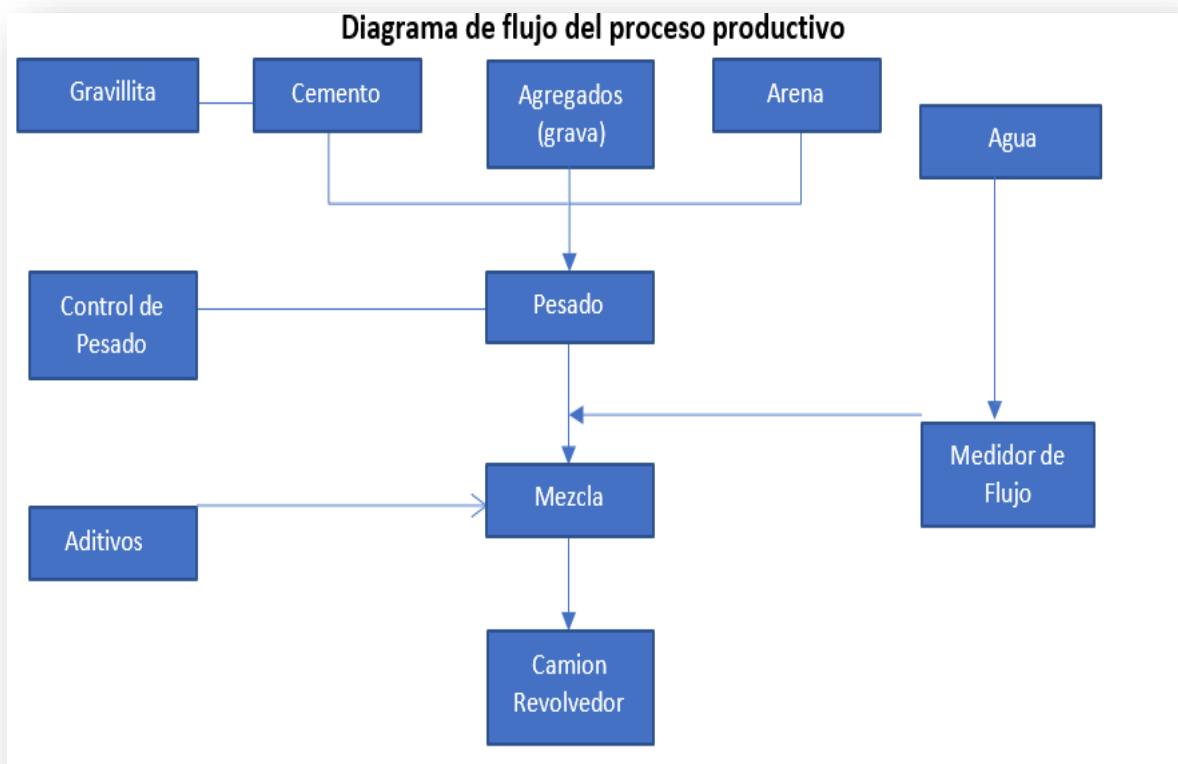 Diagrama de flujo del proceso productivo
Gravillita
Cemento
Agregados
(grava)
Arena
Agua
Control de
Pesado
Pesado
Medidor de
Flujo
Mezcla
Aditivos
Camion
Revolvedor